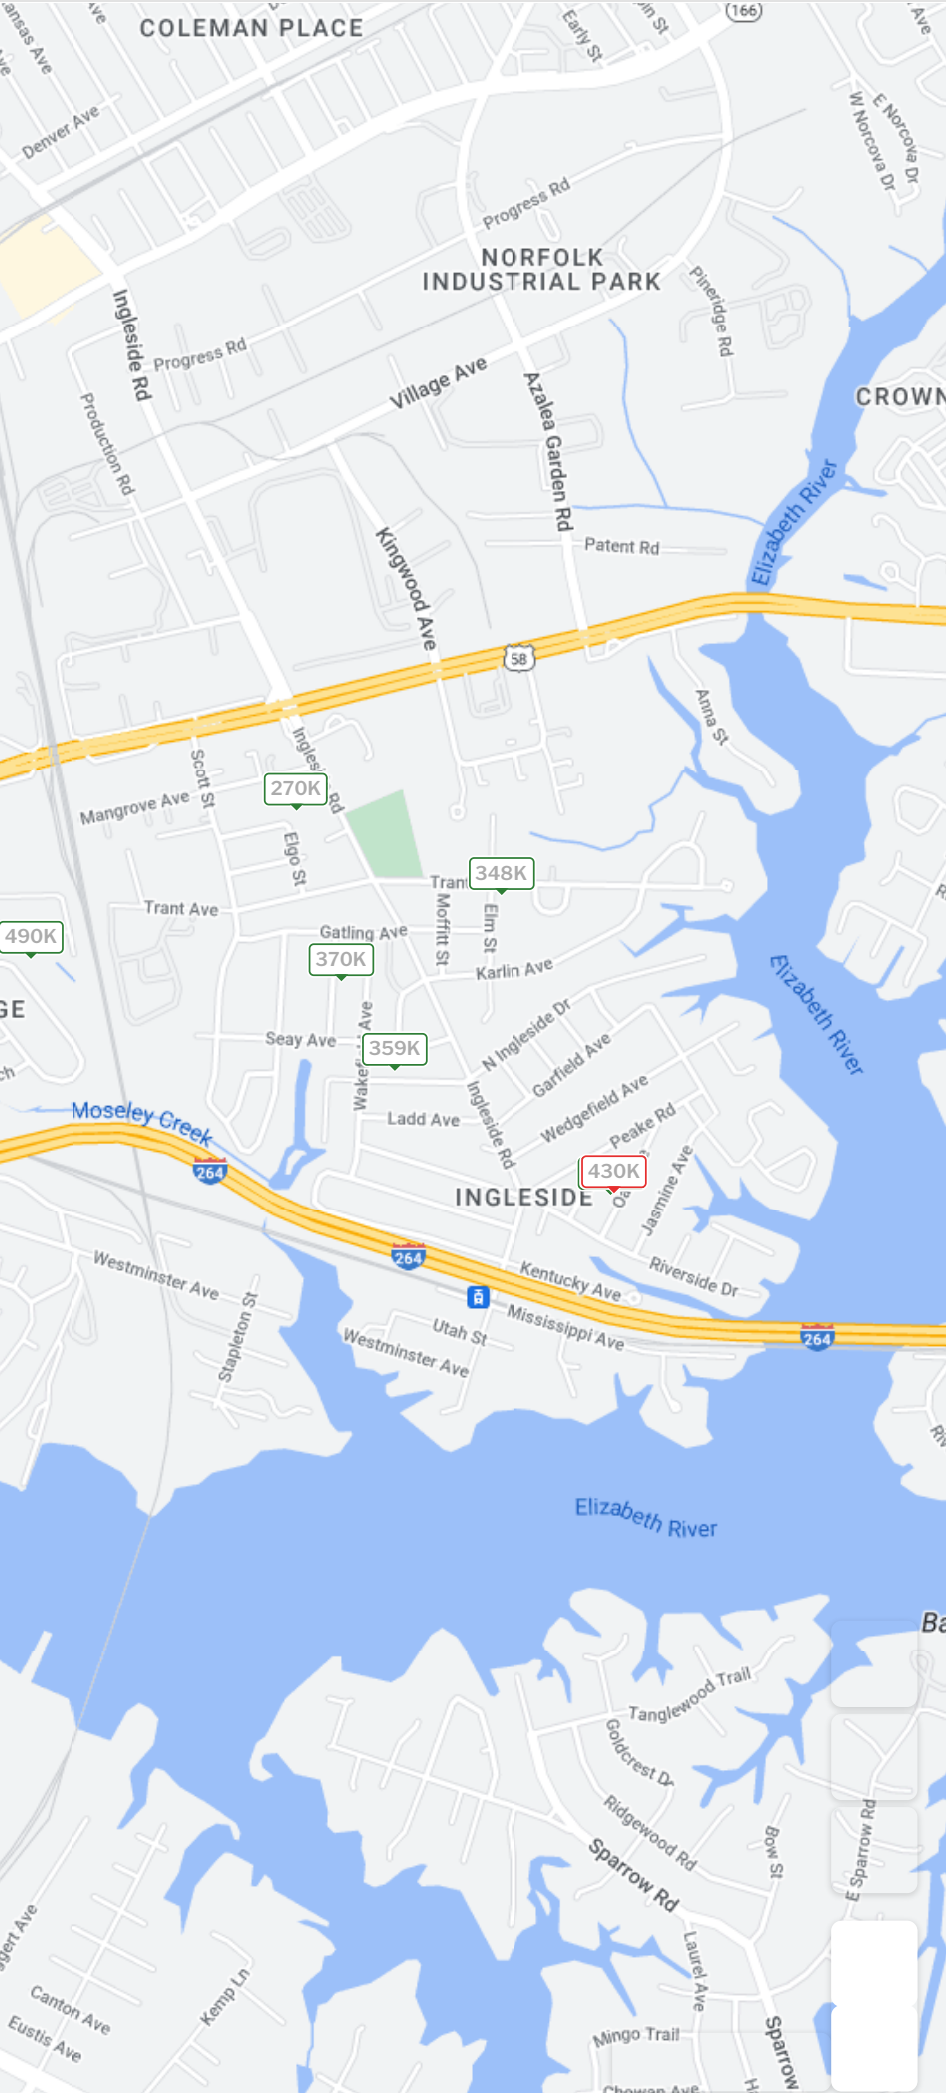 COLEMAN PLACE
166
Early St
Denver Ave
W Norcova Dr
E Norcova Dr
Progress Rd
NORFOLK
INDUSTRIAL PARK
Pineridge Rd
Ingleside Rd
Progress Rd
Village Ave
Azalea Garden Rd
CROWN
Production Rd
Elizabeth River
Kingwood Ave
Patent Rd
58
Anna St
Scott St
270K
Mangrove Ave
Elgo St
348K
Trant Ave
Moffitt St
Elm St
Gatling Ave
490K
370K
Karlin Ave
Elizabeth River
GE
N Ingleside Dr
Seay Ave
359K
Garfield Ave
Wedgefield Ave
Moseley Creek
Ladd Ave
Ingleside Rd
Peake Rd
264
430K
INGLESIDE
Jasmine Ave
264
Westminster Ave
Kentucky Ave
Riverside Dr
Stapleton St
Utah St
Mississippi Ave
264
Westminster Ave
Elizabeth River
Ba
Tanglewood Trail
Goldcrest Dr
Ridgewood Rd
Bow St
E Sparrow Rd
Sparrow Rd
Laurel Ave
Kemp Ln
Canton Ave
Eustis Ave
Mingo Trail
Sparrow